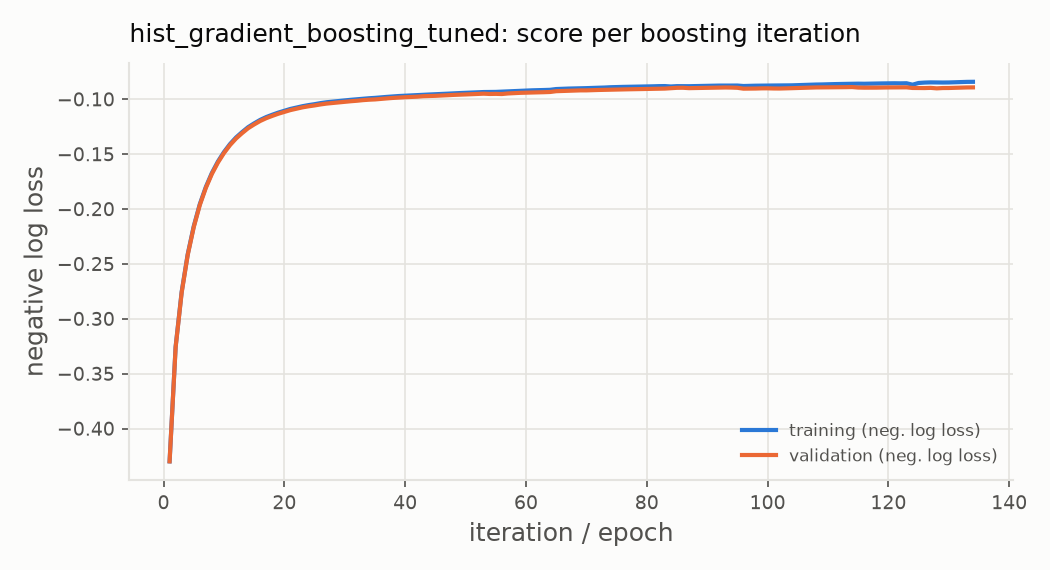 hist_gradient_boosting_tuned: score per boosting iteration
negative log loss
−0.10
−0.15
−0.20
−0.25
−0.30
−0.35
−0.40
training (neg. log loss)
validation (neg. log loss)
0 20 40 60 80 100 120 140
iteration / epoch